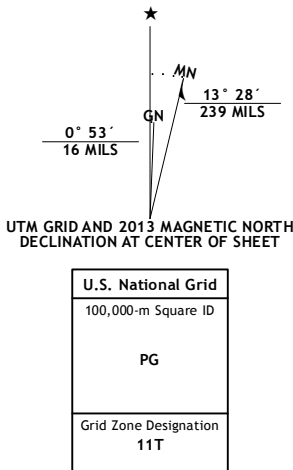 ★
MN
GN
13° 28´
239 MILS
0° 53´
16 MILS
UTM GRID AND 2013 MAGNETIC NORTH
DECLINATION AT CENTER OF SHEET
U.S. National Grid
100,000-m Square ID
PG
Grid Zone Designation
11T